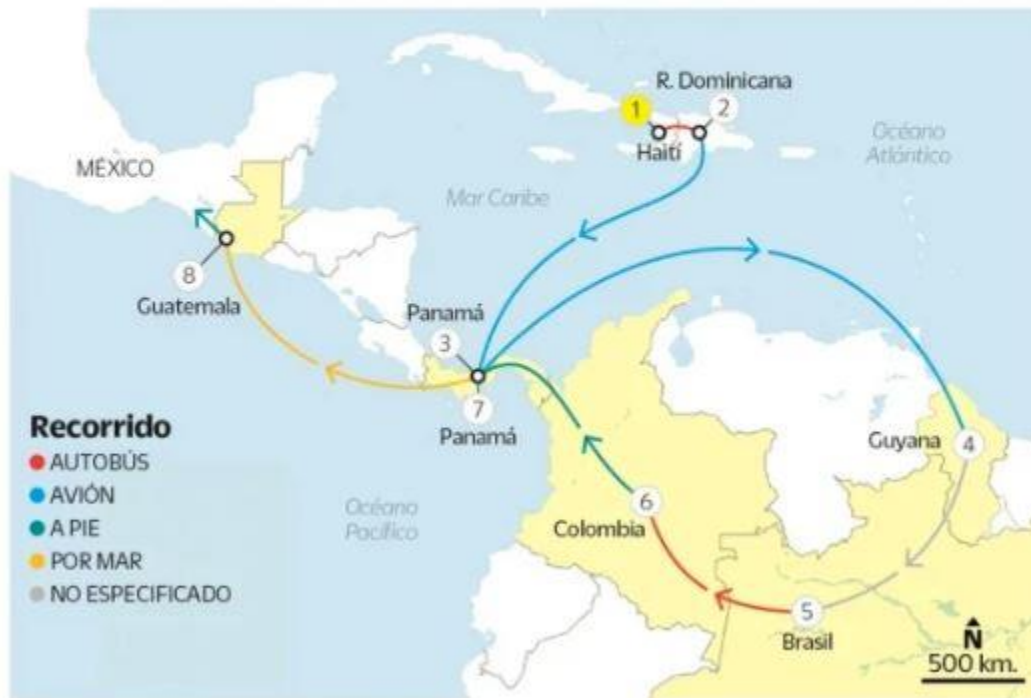 R. Dominicana
1
2
Haití
Océano
Atlántico
MÉXICO
Mar Caribe
8
Guatemala
Panamá
3
7
Panamá
Guyana
4
Recorrido
AUTOBÚS
AVIÓN
A PIE
POR MAR
NO ESPECIFICADO
Océano
Pacífico
6
Colombia
5
Brasil
N
500 km.